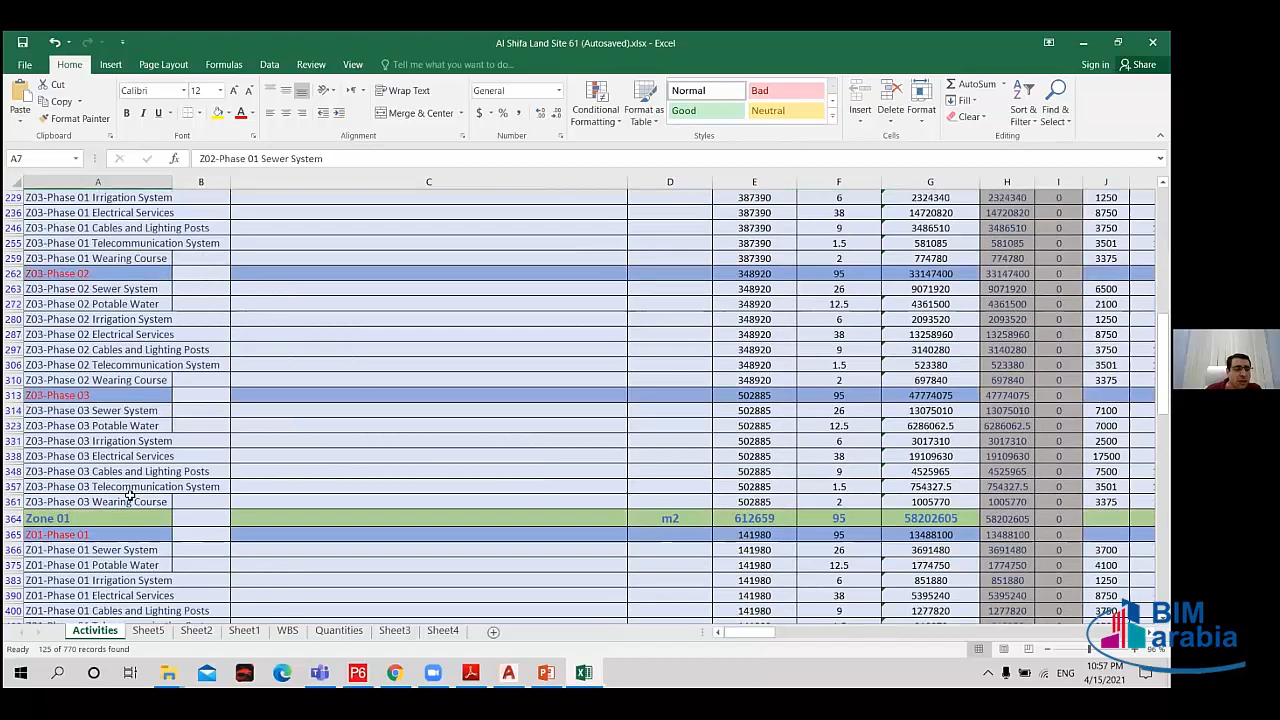 Al Shifa Land Site 61 (Autosaved).xlsx - Excel
File Home Insert Page Layout Formulas Data Review View Tell me what you want to do... Sign in Share
Paste Cut Copy Format Painter Clipboard
Calibri 12 Font
Wrap Text Merge & Center Alignment
General Number
Conditional Formatting Format as Table
Normal Bad Good Neutral Styles
Insert Delete Format Cells
AutoSum Fill Clear Sort & Filter Find & Select Editing
A7 fx Z02-Phase 01 Sewer System
A B C D E F G H I J
229 Z03-Phase 01 Irrigation System 387390 6 2324340 2324340 0 1250
236 Z03-Phase 01 Electrical Services 387390 38 14720820 14720820 0 8750
246 Z03-Phase 01 Cables and Lighting Posts 387390 9 3486510 3486510 0 3750
255 Z03-Phase 01 Telecommunication System 387390 1.5 581085 581085 0 3501
259 Z03-Phase 01 Wearing Course 387390 2 774780 774780 0 3375
262 Z03-Phase 02 348920 95 33147400 33147400 0
263 Z03-Phase 02 Sewer System 348920 26 9071920 9071920 0 6500
272 Z03-Phase 02 Potable Water 348920 12.5 4361500 4361500 0 2100
280 Z03-Phase 02 Irrigation System 348920 6 2093520 2093520 0 1250
287 Z03-Phase 02 Electrical Services 348920 38 13258960 13258960 0 8750
297 Z03-Phase 02 Cables and Lighting Posts 348920 9 3140280 3140280 0 3750
306 Z03-Phase 02 Telecommunication System 348920 1.5 523380 523380 0 3501
310 Z03-Phase 02 Wearing Course 348920 2 697840 697840 0 3375
313 Z03-Phase 03 502885 95 47774075 47774075 0
314 Z03-Phase 03 Sewer System 502885 26 13075010 13075010 0 7100
323 Z03-Phase 03 Potable Water 502885 12.5 6286062.5 6286062.5 0 7000
331 Z03-Phase 03 Irrigation System 502885 6 3017310 3017310 0 2500
338 Z03-Phase 03 Electrical Services 502885 38 19109630 19109630 0 17500
348 Z03-Phase 03 Cables and Lighting Posts 502885 9 4525965 4525965 0 7500
357 Z03-Phase 03 Telecommunication System 502885 1.5 754327.5 754327.5 0 3501
361 Z03-Phase 03 Wearing Course 502885 2 1005770 1005770 0 3375
364 Zone 01 m2 612659 95 58202605 58202605 0
365 Z01-Phase 01 141980 95 13488100 13488100 0
366 Z01-Phase 01 Sewer System 141980 26 3691480 3691480 0 3700
375 Z01-Phase 01 Potable Water 141980 12.5 1774750 1774750 0 4100
383 Z01-Phase 01 Irrigation System 141980 6 851880 851880 0 1250
390 Z01-Phase 01 Electrical Services 141980 38 5395240 5395240 0 8750
400 Z01-Phase 01 Cables and Lighting Posts 141980 9 1277820 1277820 0 3750
Activities Sheet5 Sheet2 Sheet1 WBS Quantities Sheet3 Sheet4
Ready 125 of 770 records found 96 %
BIM
arabia
ENG 10:57 PM
4/15/2021